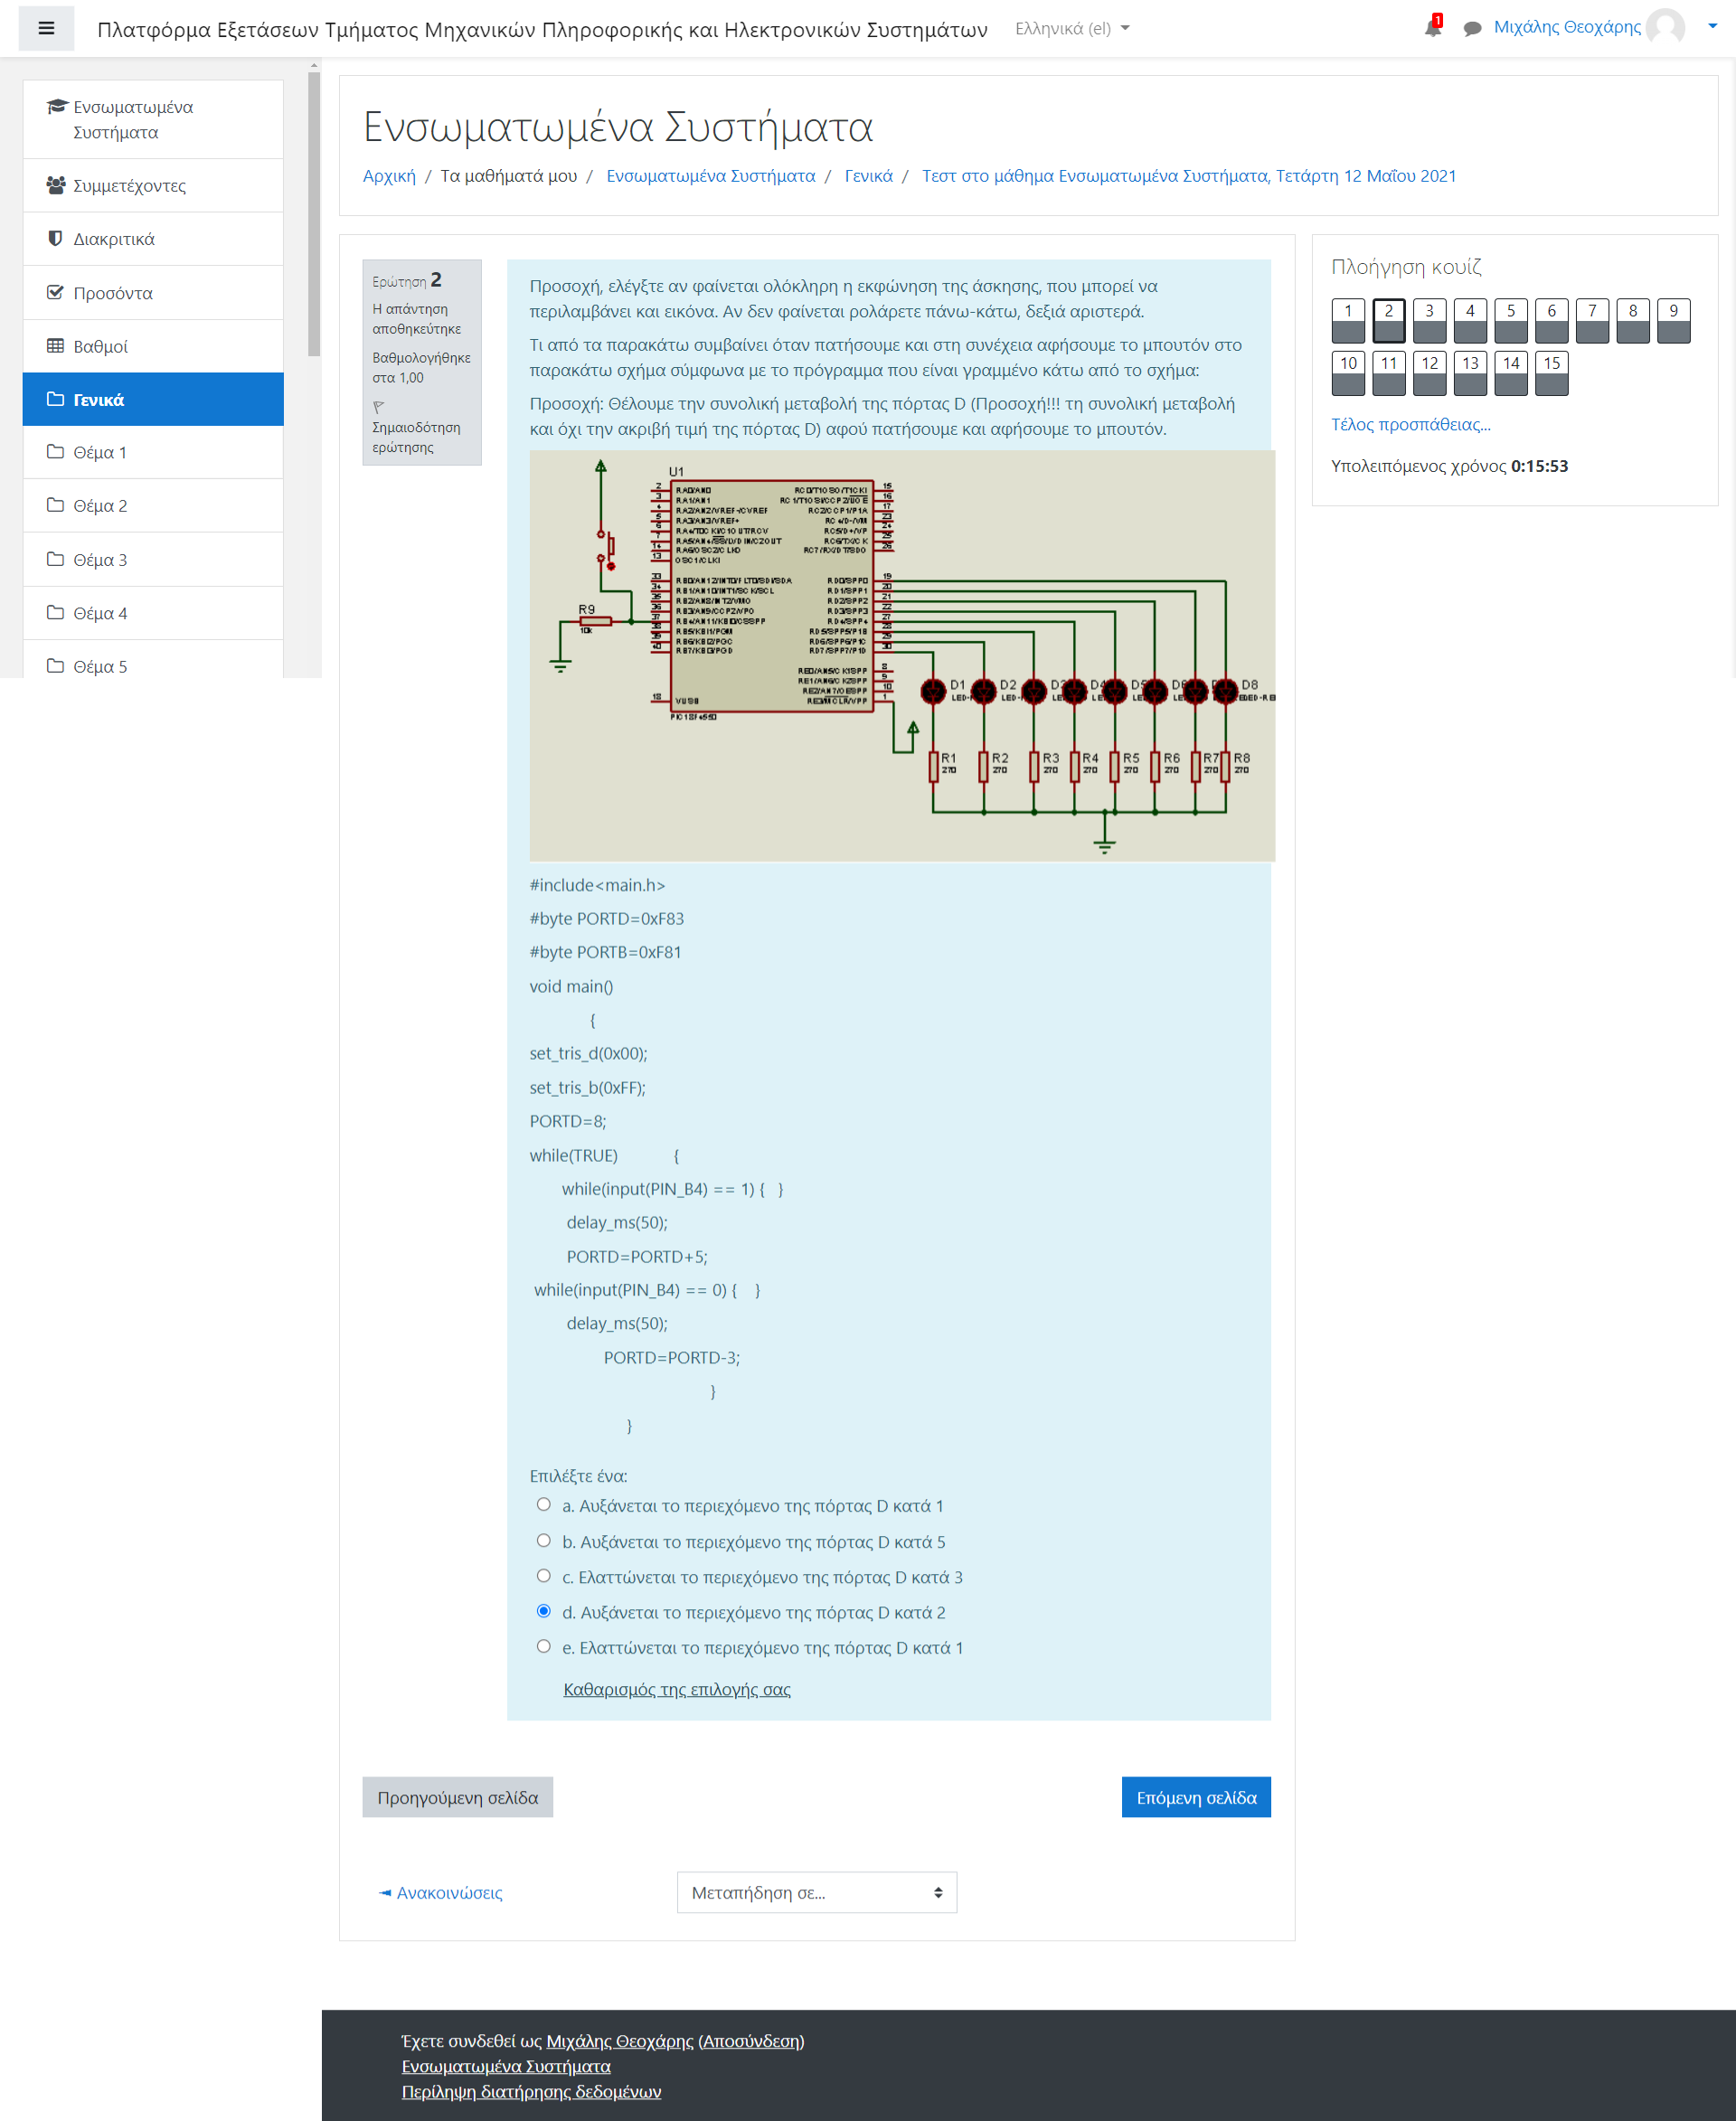 Πλατφόρμα Εξετάσεων Τμήματος Μηχανικών Πληροφορικής και Ηλεκτρονικών Συστημάτων
Ελληνικά (el)
1
Μιχάλης Θεοχάρης
Ενσωματωμένα
Συστήματα
Συμμετέχοντες
Διακριτικά
Προσόντα
Βαθμοί
Γενικά
Θέμα 1
Θέμα 2
Θέμα 3
Θέμα 4
Θέμα 5
Ενσωματωμένα Συστήματα
Αρχική / Τα μαθήματά μου / Ενσωματωμένα Συστήματα / Γενικά / Τεστ στο μάθημα Ενσωματωμένα Συστήματα, Τετάρτη 12 Μαΐου 2021
Ερώτηση 2
Η απάντηση
αποθηκεύτηκε
Βαθμολογήθηκε
στα 1,00
Σημαιοδότηση
ερώτησης
Προσοχή, ελέγξτε αν φαίνεται ολόκληρη η εκφώνηση της άσκησης, που μπορεί να
περιλαμβάνει και εικόνα. Αν δεν φαίνεται ρολάρετε πάνω-κάτω, δεξιά αριστερά.
Τι από τα παρακάτω συμβαίνει όταν πατήσουμε και στη συνέχεια αφήσουμε το μπουτόν στο
παρακάτω σχήμα σύμφωνα με το πρόγραμμα που είναι γραμμένο κάτω από το σχήμα:
Προσοχή: Θέλουμε την συνολική μεταβολή της πόρτας D (Προσοχή!!! τη συνολική μεταβολή
και όχι την ακριβή τιμή της πόρτας D) αφού πατήσουμε και αφήσουμε το μπουτόν.
U1
R9
10k
VUSB
PIC18F4550
D1
D2
D8
R1
R2
R3
R4
R5
R6
R7
R8
270
270
270
270
270
270
270
270
#include<main.h>
#byte PORTD=0xF83
#byte PORTB=0xF81
void main()
{
set_tris_d(0x00);
set_tris_b(0xFF);
PORTD=8;
while(TRUE) {
while(input(PIN_B4) == 1) { }
delay_ms(50);
PORTD=PORTD+5;
while(input(PIN_B4) == 0) { }
delay_ms(50);
PORTD=PORTD-3;
}
}
Επιλέξτε ένα:
a. Αυξάνεται το περιεχόμενο της πόρτας D κατά 1
b. Αυξάνεται το περιεχόμενο της πόρτας D κατά 5
c. Ελαττώνεται το περιεχόμενο της πόρτας D κατά 3
d. Αυξάνεται το περιεχόμενο της πόρτας D κατά 2
e. Ελαττώνεται το περιεχόμενο της πόρτας D κατά 1
Καθαρισμός της επιλογής σας
Προηγούμενη σελίδα
Επόμενη σελίδα
Ανακοινώσεις
Μεταπήδηση σε...
Πλοήγηση κουίζ
1 2 3 4 5 6 7 8 9
10 11 12 13 14 15
Τέλος προσπάθειας...
Υπολειπόμενος χρόνος 0:15:53
Έχετε συνδεθεί ως Μιχάλης Θεοχάρης (Αποσύνδεση)
Ενσωματωμένα Συστήματα
Περίληψη διατήρησης δεδομένων